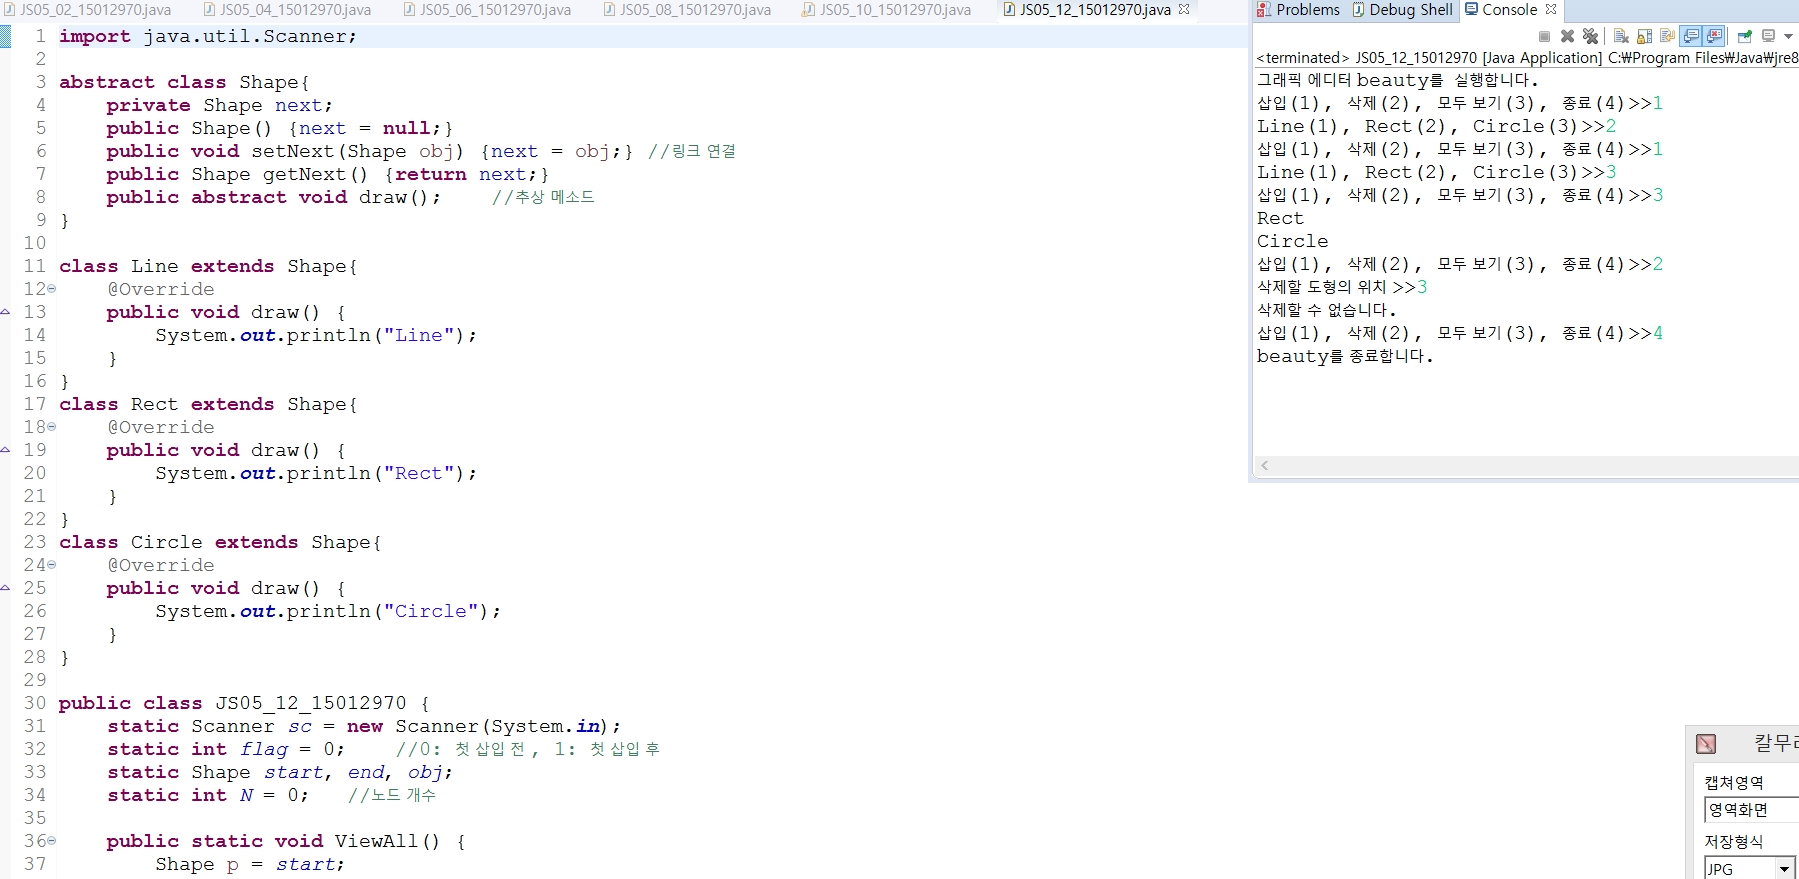 JS05_02_15012970.java JS05_04_15012970.java JS05_06_15012970.java JS05_08_15012970.java JS05_10_15012970.java JS05_12_15012970.java
1 import java.util.Scanner;
2
3 abstract class Shape{
4 private Shape next;
5 public Shape() {next = null;}
6 public void setNext(Shape obj) {next = obj;} //링크 연결
7 public Shape getNext() {return next;}
8 public abstract void draw(); //추상 메소드
9 }
10
11 class Line extends Shape{
12 @Override
13 public void draw() {
14 System.out.println("Line");
15 }
16 }
17 class Rect extends Shape{
18 @Override
19 public void draw() {
20 System.out.println("Rect");
21 }
22 }
23 class Circle extends Shape{
24 @Override
25 public void draw() {
26 System.out.println("Circle");
27 }
28 }
29
30 public class JS05_12_15012970 {
31 static Scanner sc = new Scanner(System.in);
32 static int flag = 0; //0: 첫 삽입 전, 1: 첫 삽입 후
33 static Shape start, end, obj;
34 static int N = 0; //노드 개수
35
36 public static void ViewAll() {
37 Shape p = start;
Problems Debug Shell Console
<terminated> JS05_12_15012970 [Java Application] C:₩Program Files₩Java₩jre8
그래픽 에디터 beauty를 실행합니다.
삽입(1), 삭제(2), 모두 보기(3), 종료(4)>>1
Line(1), Rect(2), Circle(3)>>2
삽입(1), 삭제(2), 모두 보기(3), 종료(4)>>1
Line(1), Rect(2), Circle(3)>>3
삽입(1), 삭제(2), 모두 보기(3), 종료(4)>>3
Rect
Circle
삽입(1), 삭제(2), 모두 보기(3), 종료(4)>>2
삭제할 도형의 위치 >>3
삭제할 수 없습니다.
삽입(1), 삭제(2), 모두 보기(3), 종료(4)>>4
beauty를 종료합니다.
칼무리
캡쳐영역
영역화면
저장형식
JPG